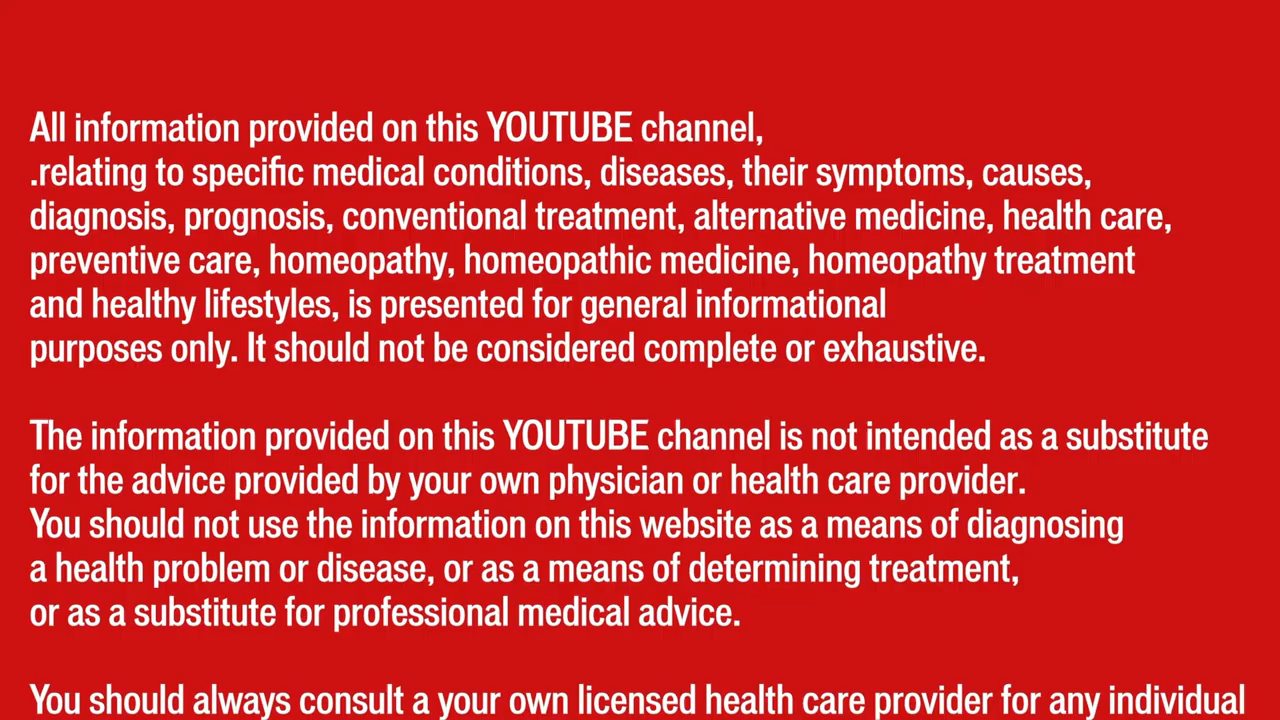 All information provided on this YOUTUBE channel,
.relating to specific medical conditions, diseases, their symptoms, causes,
diagnosis, prognosis, conventional treatment, alternative medicine, health care,
preventive care, homeopathy, homeopathic medicine, homeopathy treatment
and healthy lifestyles, is presented for general informational
purposes only. It should not be considered complete or exhaustive.
The information provided on this YOUTUBE channel is not intended as a substitute
for the advice provided by your own physician or health care provider.
You should not use the information on this website as a means of diagnosing
a health problem or disease, or as a means of determining treatment,
or as a substitute for professional medical advice.
You should always consult a your own licensed health care provider for any individual